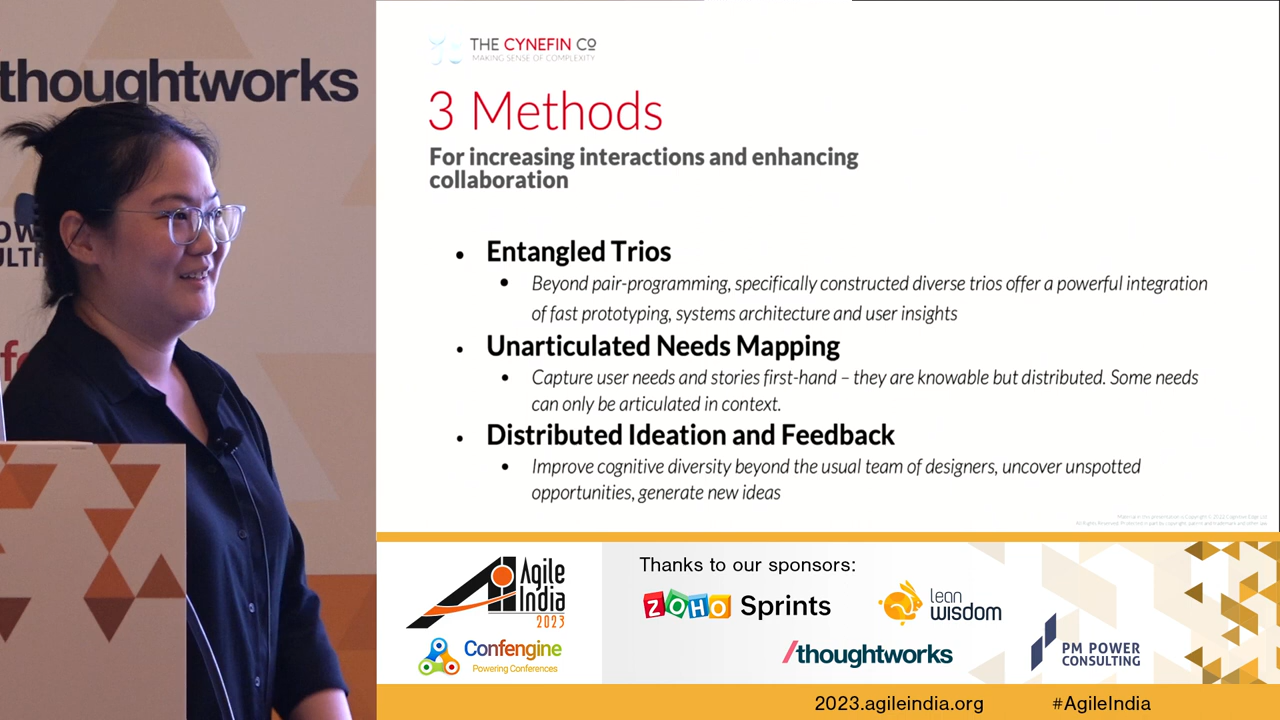 thoughtworks
THE CYNEFIN CO
MAKING SENSE OF COMPLEXITY
3 Methods
For increasing interactions and enhancing
collaboration
• Entangled Trios
• Beyond pair-programming, specifically constructed diverse trios offer a powerful integration
of fast prototyping, systems architecture and user insights
• Unarticulated Needs Mapping
• Capture user needs and stories first-hand – they are knowable but distributed. Some needs
can only be articulated in context.
• Distributed Ideation and Feedback
• Improve cognitive diversity beyond the usual team of designers, uncover unspotted
opportunities, generate new ideas
Agile
India
2023
Confengine
Powering Conferences
Thanks to our sponsors:
ZOHO Sprints
lean
wisdom
/thoughtworks
PM POWER
CONSULTING
2023.agileindia.org
#AgileIndia